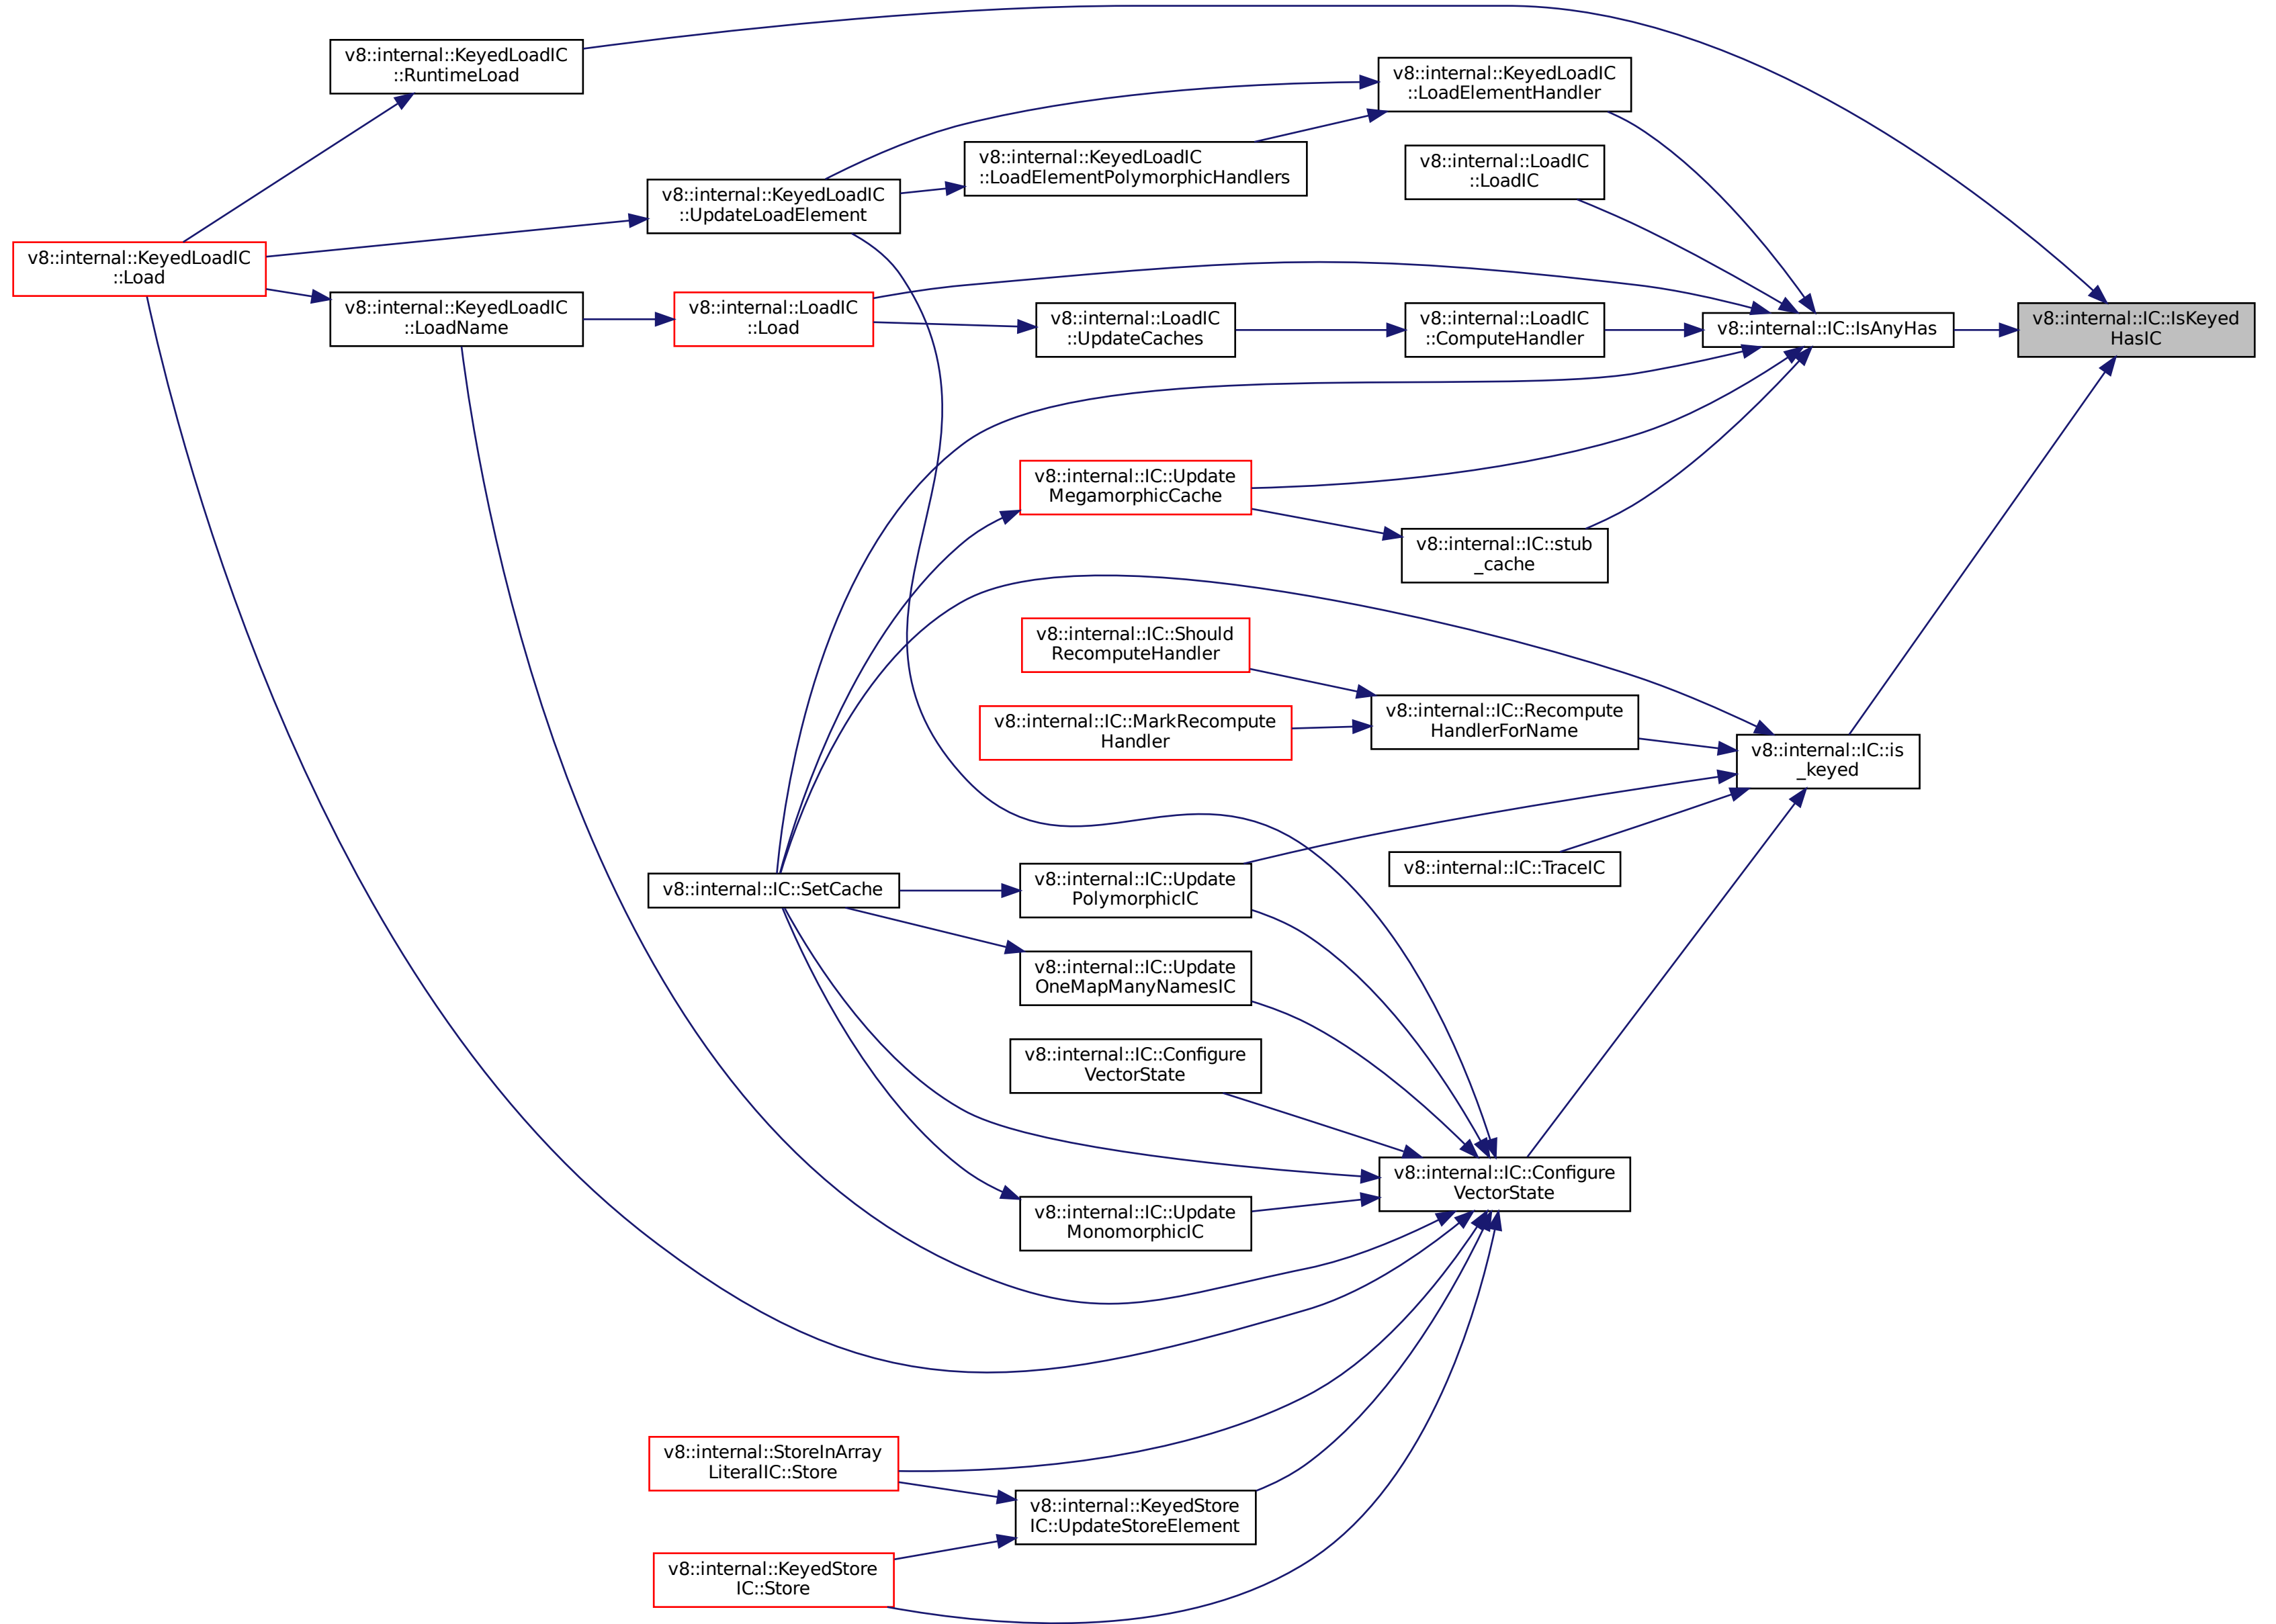 v8::internal::KeyedLoadIC
::RuntimeLoad
v8::internal::KeyedLoadIC
::LoadElementHandler
v8::internal::KeyedLoadIC
::LoadElementPolymorphicHandlers
v8::internal::LoadIC
::LoadIC
v8::internal::KeyedLoadIC
::UpdateLoadElement
v8::internal::KeyedLoadIC
::Load
v8::internal::KeyedLoadIC
::LoadName
v8::internal::LoadIC
::Load
v8::internal::LoadIC
::UpdateCaches
v8::internal::LoadIC
::ComputeHandler
v8::internal::IC::IsAnyHas
v8::internal::IC::IsKeyed
HasIC
v8::internal::IC::Update
MegamorphicCache
v8::internal::IC::stub
_cache
v8::internal::IC::Should
RecomputeHandler
v8::internal::IC::MarkRecompute
Handler
v8::internal::IC::Recompute
HandlerForName
v8::internal::IC::is
_keyed
v8::internal::IC::TraceIC
v8::internal::IC::SetCache
v8::internal::IC::Update
PolymorphicIC
v8::internal::IC::Update
OneMapManyNamesIC
v8::internal::IC::Configure
VectorState
v8::internal::IC::Configure
VectorState
v8::internal::IC::Update
MonomorphicIC
v8::internal::StoreInArray
LiteralIC::Store
v8::internal::KeyedStore
IC::UpdateStoreElement
v8::internal::KeyedStore
IC::Store